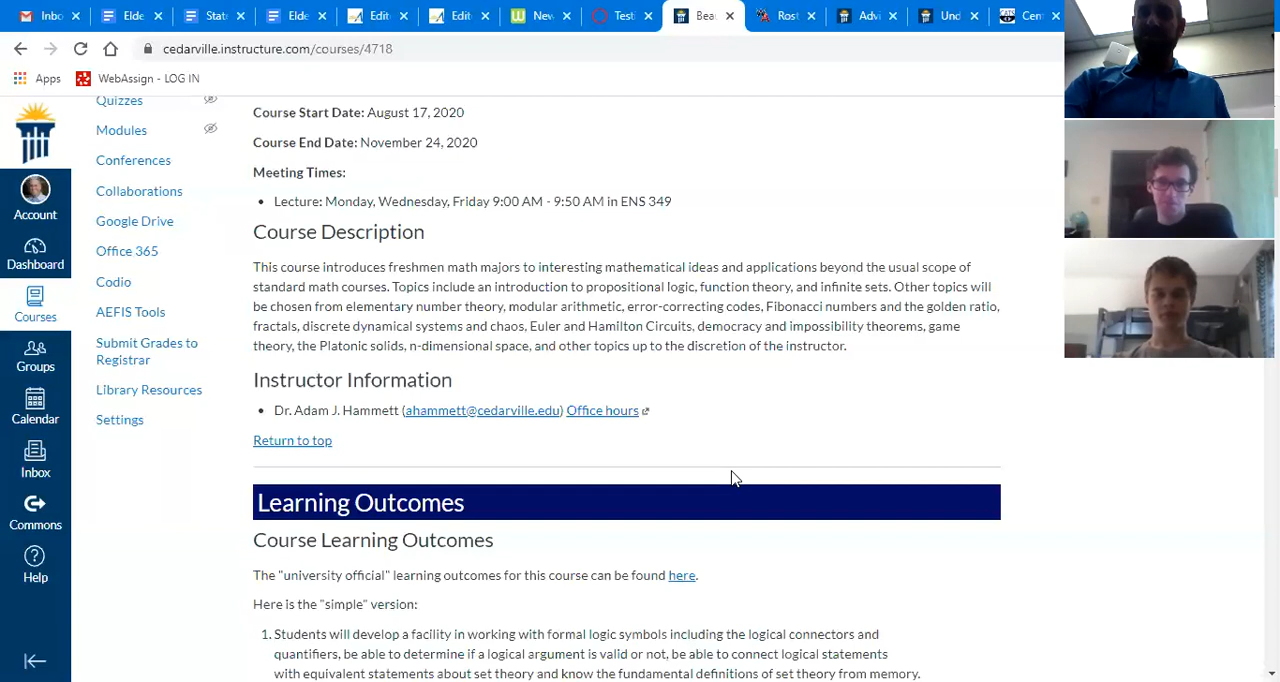 Inbo
Elde
Stat
Elde
Edit
Edit
New
Testi
Bea
Rost
Advi
Und
Cent
cedarville.instructure.com/courses/4718
Apps
WebAssign - LOG IN
Quizzes
Modules
Conferences
Collaborations
Google Drive
Office 365
Codio
AEFIS Tools
Submit Grades to
Registrar
Library Resources
Settings
Account
Dashboard
Courses
Groups
Calendar
Inbox
Commons
Help
Course Start Date: August 17, 2020
Course End Date: November 24, 2020
Meeting Times:
• Lecture: Monday, Wednesday, Friday 9:00 AM - 9:50 AM in ENS 349
Course Description
This course introduces freshmen math majors to interesting mathematical ideas and applications beyond the usual scope of
standard math courses. Topics include an introduction to propositional logic, function theory, and infinite sets. Other topics will
be chosen from elementary number theory, modular arithmetic, error-correcting codes, Fibonacci numbers and the golden ratio,
fractals, discrete dynamical systems and chaos, Euler and Hamilton Circuits, democracy and impossibility theorems, game
theory, the Platonic solids, n-dimensional space, and other topics up to the discretion of the instructor.
Instructor Information
• Dr. Adam J. Hammett (ahammett@cedarville.edu) Office hours
Return to top
Learning Outcomes
Course Learning Outcomes
The "university official" learning outcomes for this course can be found here.
Here is the "simple" version:
1. Students will develop a facility in working with formal logic symbols including the logical connectors and
quantifiers, be able to determine if a logical argument is valid or not, be able to connect logical statements
with equivalent statements about set theory and know the fundamental definitions of set theory from memory.